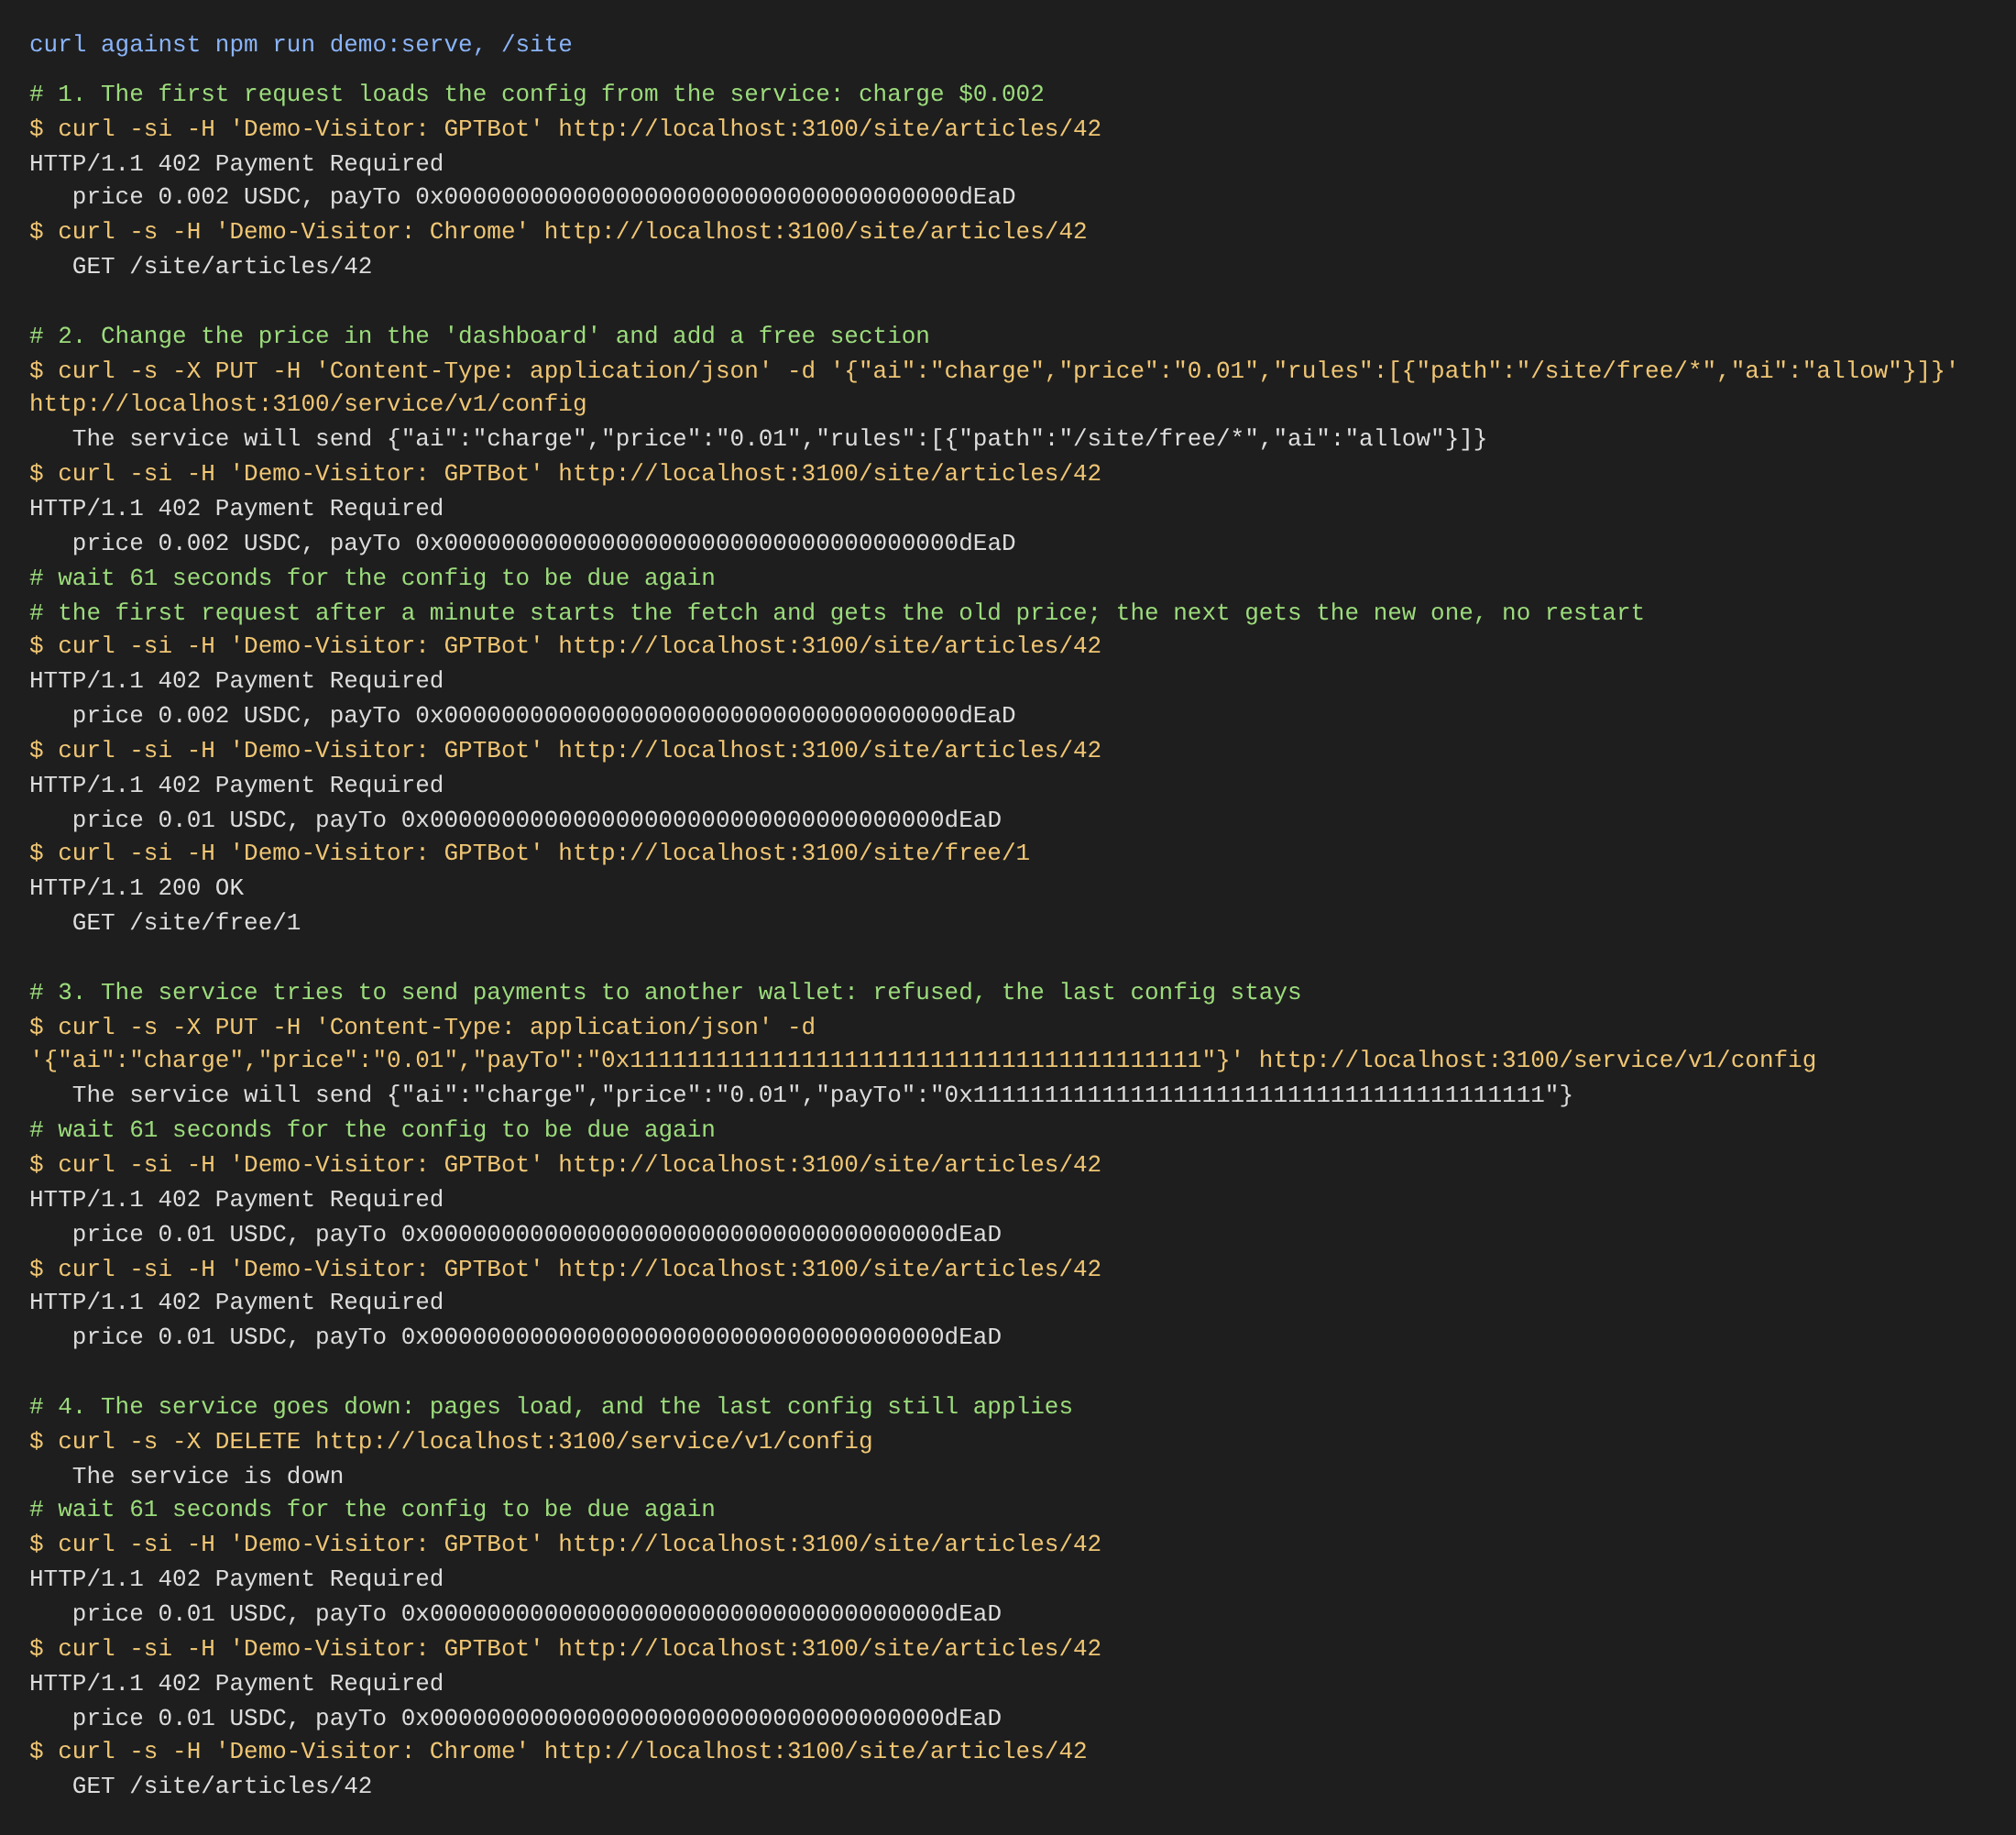 curl against npm run demo:serve, /site
# 1. The first request loads the config from the service: charge $0.002
$ curl -si -H 'Demo-Visitor: GPTBot' http://localhost:3100/site/articles/42
HTTP/1.1 402 Payment Required
price 0.002 USDC, payTo 0x000000000000000000000000000000000000dEaD
$ curl -s -H 'Demo-Visitor: Chrome' http://localhost:3100/site/articles/42
GET /site/articles/42
# 2. Change the price in the 'dashboard' and add a free section
$ curl -s -X PUT -H 'Content-Type: application/json' -d '{"ai":"charge","price":"0.01","rules":[{"path":"/site/free/*","ai":"allow"}]}'
http://localhost:3100/service/v1/config
The service will send {"ai":"charge","price":"0.01","rules":[{"path":"/site/free/*","ai":"allow"}]}
$ curl -si -H 'Demo-Visitor: GPTBot' http://localhost:3100/site/articles/42
HTTP/1.1 402 Payment Required
price 0.002 USDC, payTo 0x000000000000000000000000000000000000dEaD
# wait 61 seconds for the config to be due again
# the first request after a minute starts the fetch and gets the old price; the next gets the new one, no restart
$ curl -si -H 'Demo-Visitor: GPTBot' http://localhost:3100/site/articles/42
HTTP/1.1 402 Payment Required
price 0.002 USDC, payTo 0x000000000000000000000000000000000000dEaD
$ curl -si -H 'Demo-Visitor: GPTBot' http://localhost:3100/site/articles/42
HTTP/1.1 402 Payment Required
price 0.01 USDC, payTo 0x000000000000000000000000000000000000dEaD
$ curl -si -H 'Demo-Visitor: GPTBot' http://localhost:3100/site/free/1
HTTP/1.1 200 OK
GET /site/free/1
# 3. The service tries to send payments to another wallet: refused, the last config stays
$ curl -s -X PUT -H 'Content-Type: application/json' -d
'{"ai":"charge","price":"0.01","payTo":"0x1111111111111111111111111111111111111111"}' http://localhost:3100/service/v1/config
The service will send {"ai":"charge","price":"0.01","payTo":"0x1111111111111111111111111111111111111111"}
# wait 61 seconds for the config to be due again
$ curl -si -H 'Demo-Visitor: GPTBot' http://localhost:3100/site/articles/42
HTTP/1.1 402 Payment Required
price 0.01 USDC, payTo 0x000000000000000000000000000000000000dEaD
$ curl -si -H 'Demo-Visitor: GPTBot' http://localhost:3100/site/articles/42
HTTP/1.1 402 Payment Required
price 0.01 USDC, payTo 0x000000000000000000000000000000000000dEaD
# 4. The service goes down: pages load, and the last config still applies
$ curl -s -X DELETE http://localhost:3100/service/v1/config
The service is down
# wait 61 seconds for the config to be due again
$ curl -si -H 'Demo-Visitor: GPTBot' http://localhost:3100/site/articles/42
HTTP/1.1 402 Payment Required
price 0.01 USDC, payTo 0x000000000000000000000000000000000000dEaD
$ curl -si -H 'Demo-Visitor: GPTBot' http://localhost:3100/site/articles/42
HTTP/1.1 402 Payment Required
price 0.01 USDC, payTo 0x000000000000000000000000000000000000dEaD
$ curl -s -H 'Demo-Visitor: Chrome' http://localhost:3100/site/articles/42
GET /site/articles/42